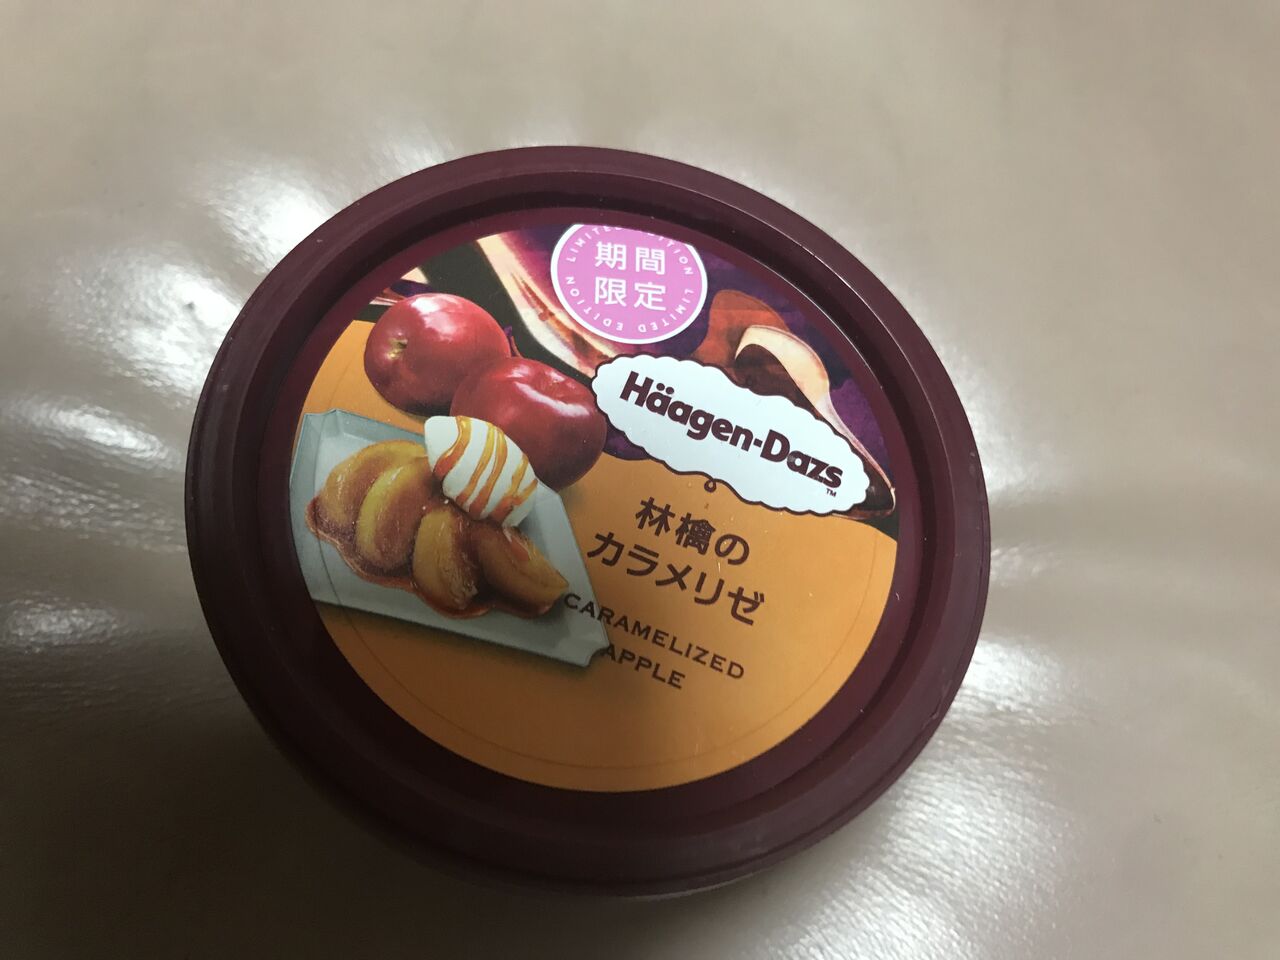 LIMITED EDITION LIMITED EDITION
期間
限定
Häagen-Dazs
TM
林檎の
カラメリゼ
CARAMELIZED
APPLE